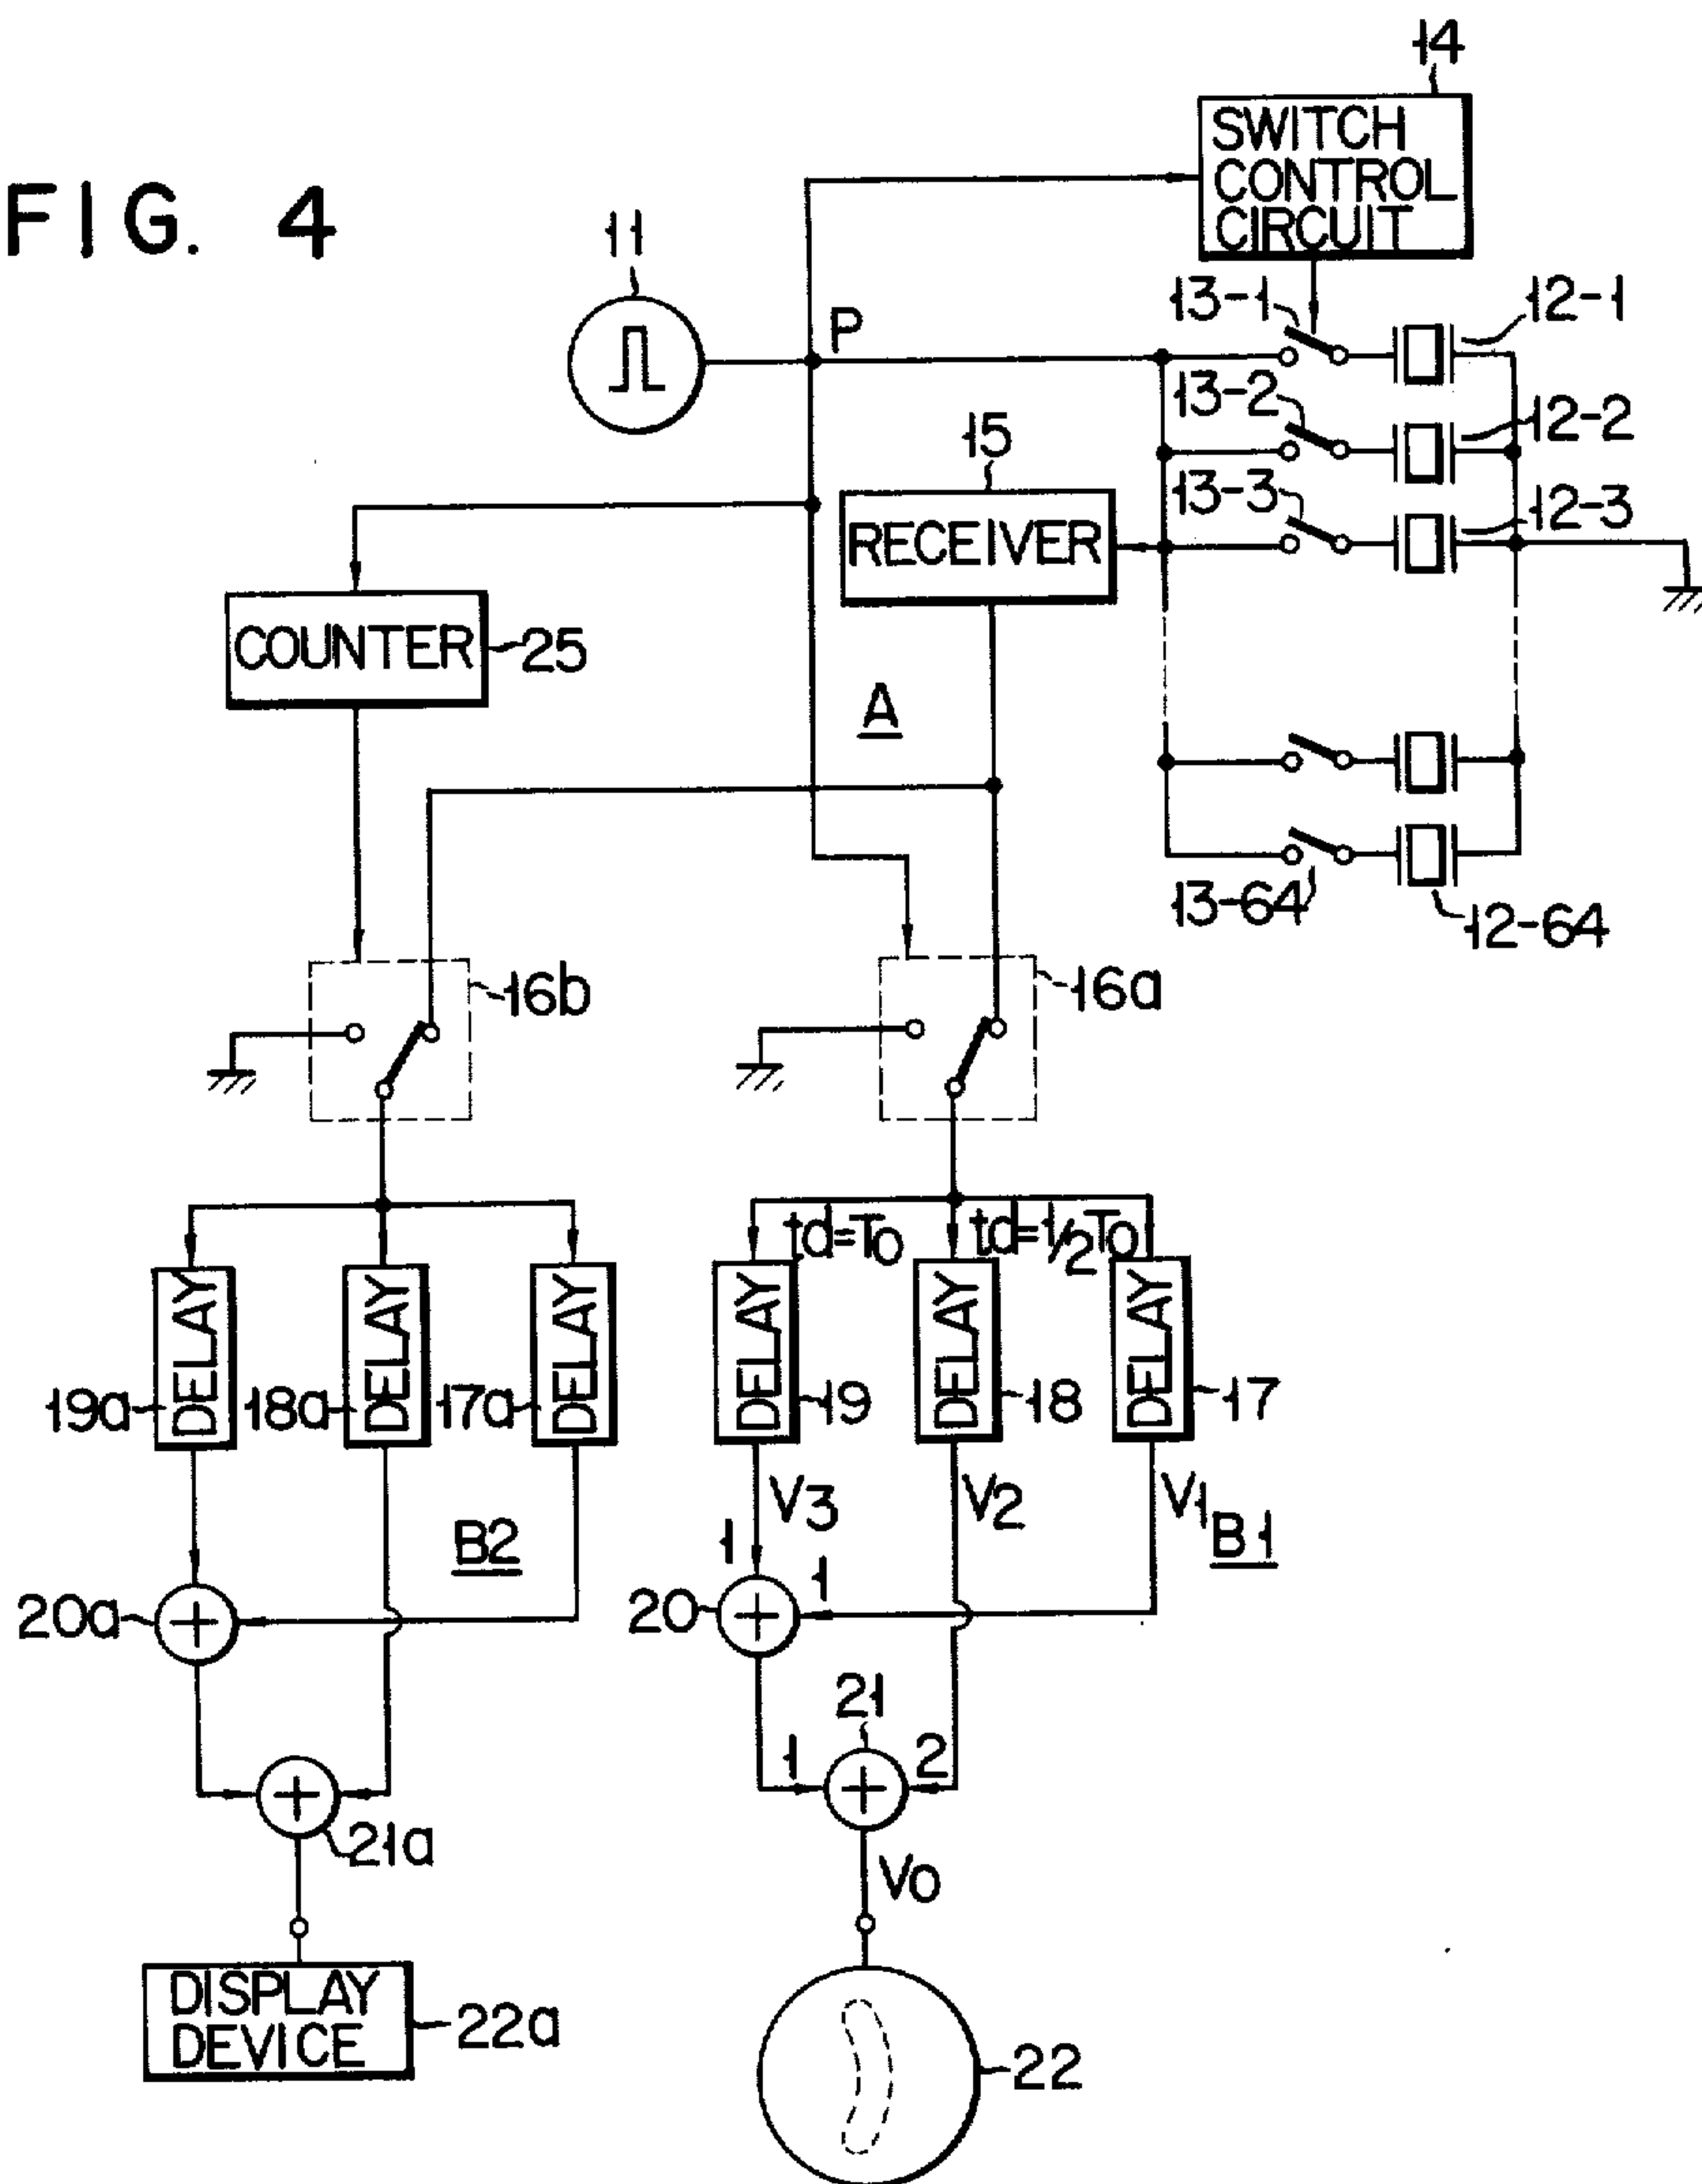 FIG. 4
14
SWITCH
CONTROL
CIRCUIT
11
P
13-1
12-1
13-2
12-2
15
13-3
12-3
RECEIVER
COUNTER
25
A
13-64
12-64
16b
16a
td=To
td=1/2To
DELAY
DELAY
DELAY
DELAY
DELAY
DELAY
19a
18a
17a
19
18
17
V3
V2
V1
B2
B1
1
1
20a
20
21
1
2
21a
Vo
DISPLAY
DEVICE
22a
22